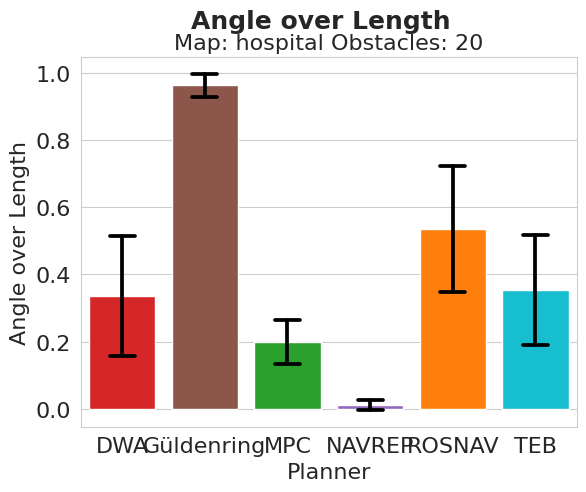 Angle over Length
Map: hospital Obstacles: 20
Angle over Length
1.0
0.8
0.6
0.4
0.2
0.0
DWA Güldenring MPC NAVREP ROSNAV TEB
Planner